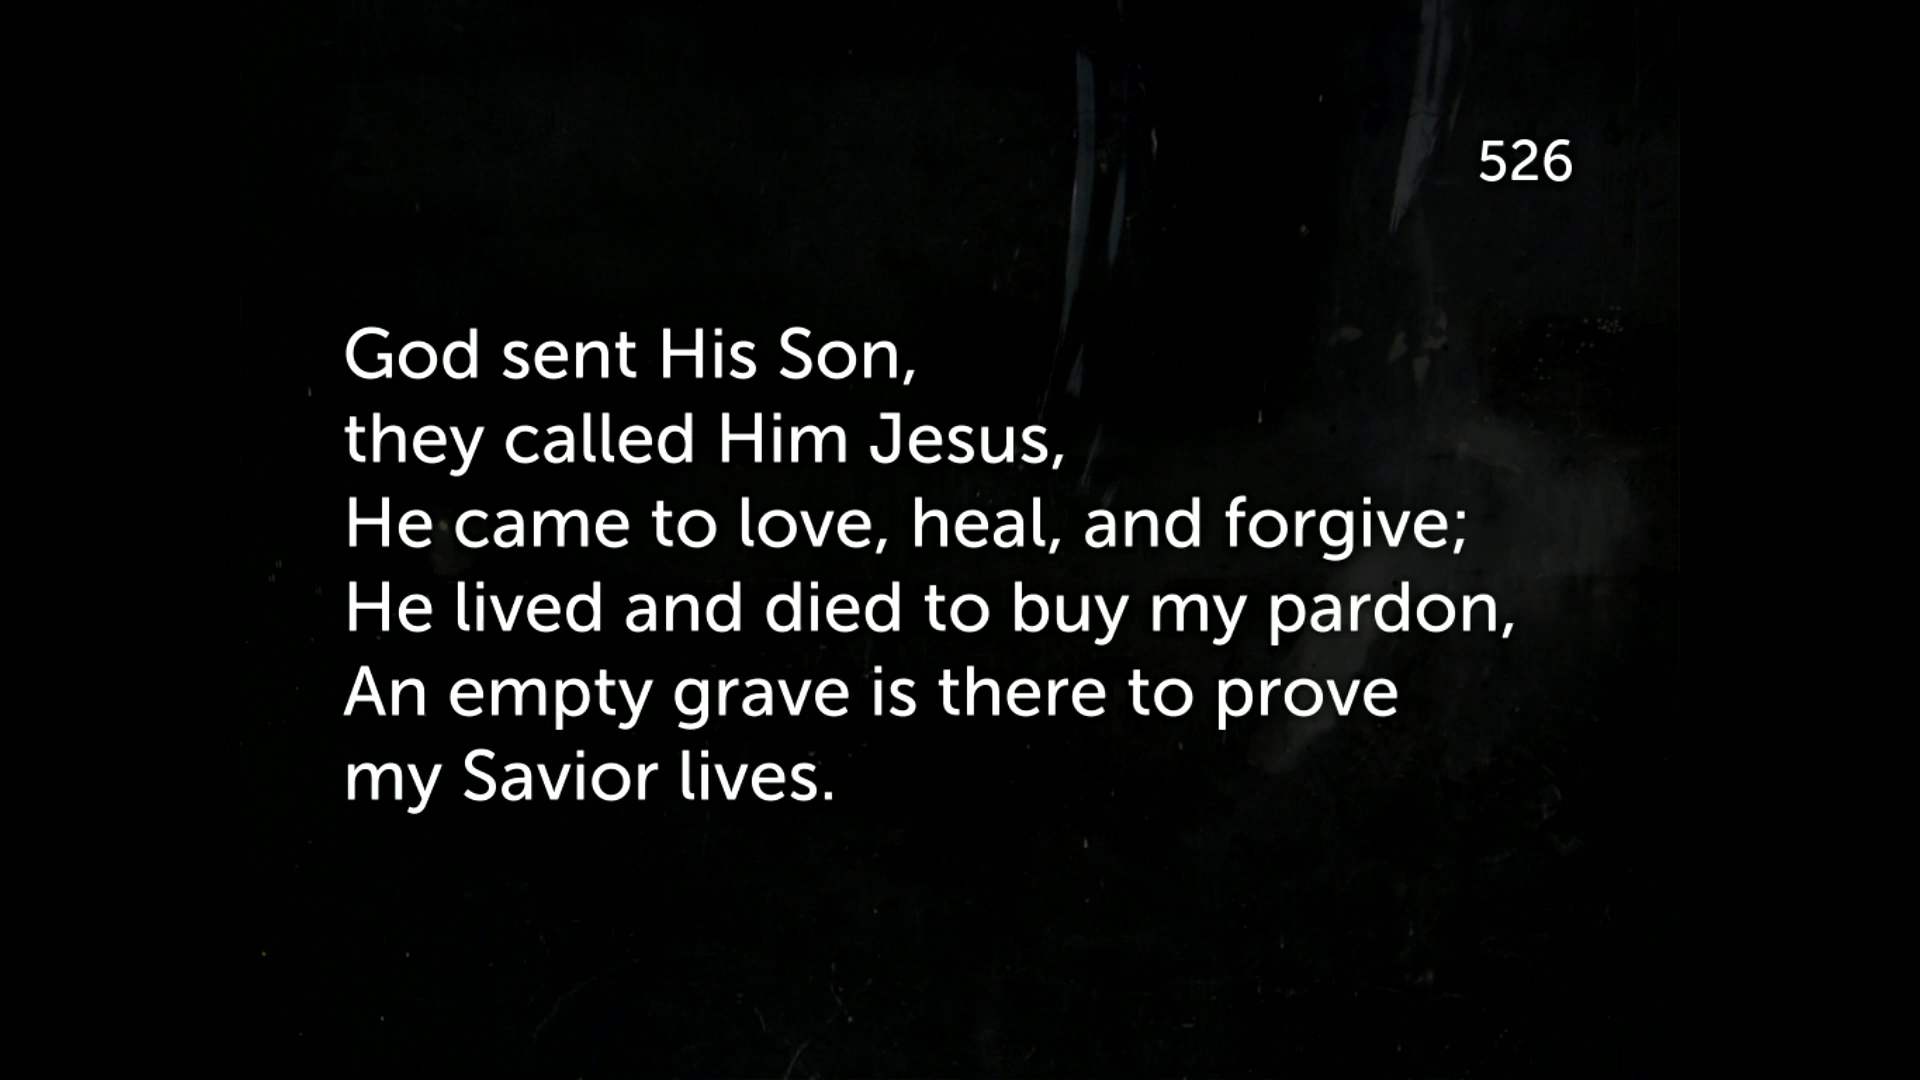 526
God sent His Son,
they called Him Jesus,
He came to love, heal, and forgive;
He lived and died to buy my pardon,
An empty grave is there to prove
my Savior lives.